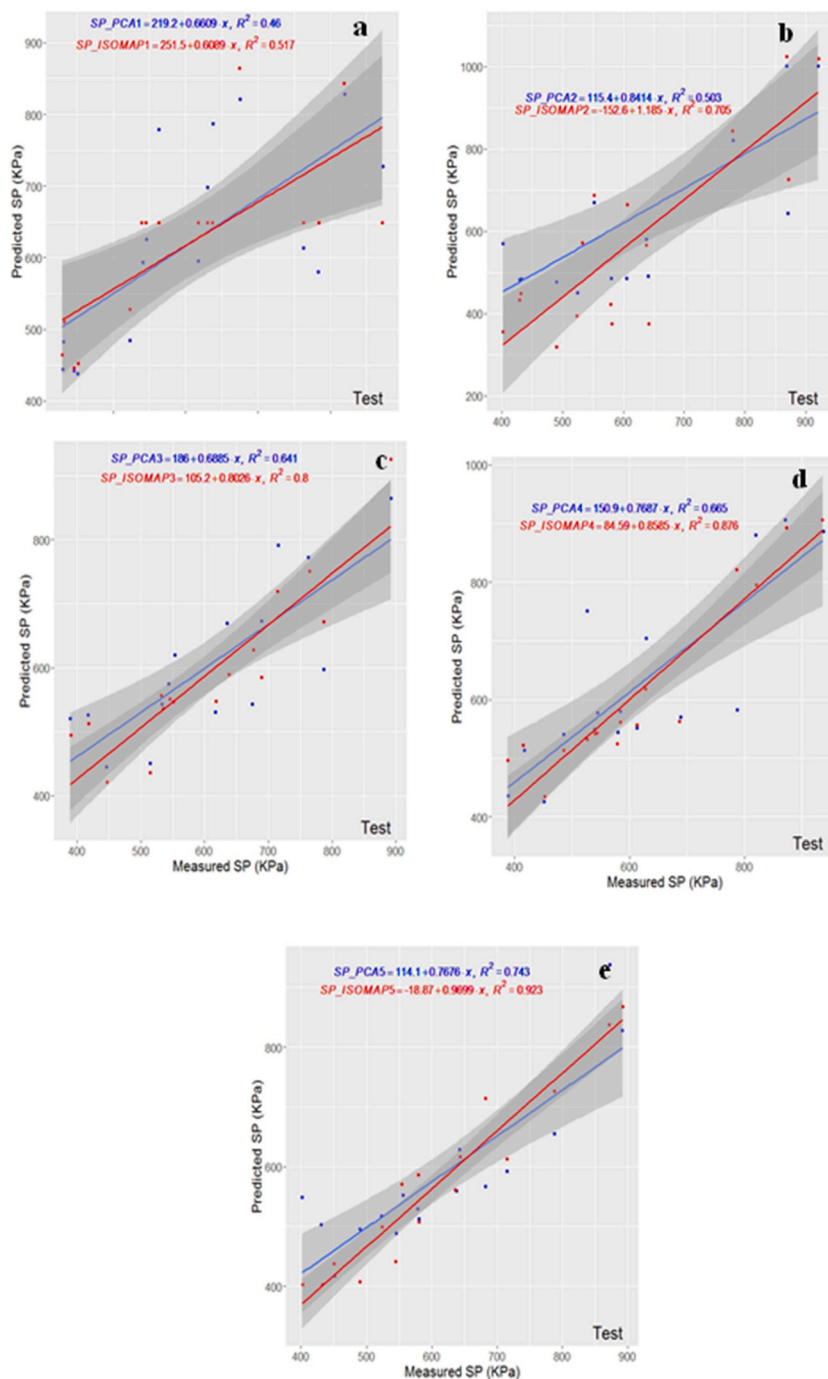 a
SP_PCA1=219.2+0.6609·x, R²=0.46
SP_ISOMAP1=251.5+0.6089·x, R²=0.517
900
800
700
600
500
400
Predicted SP (KPa)
Test
b
SP_PCA2=115.4+0.8414·x, R²=0.503
SP_ISOMAP2=-152.6+1.185·x, R²=0.705
1000
800
600
400
200
Predicted SP (KPa)
Test
400 500 600 700 800 900
c
SP_PCA3=186+0.6885·x, R²=0.641
SP_ISOMAP3=105.2+0.8026·x, R²=0.8
800
600
400
Predicted SP (KPa)
Test
400 500 600 700 800 900
Measured SP (KPa)
d
SP_PCA4=150.9+0.7687·x, R²=0.665
SP_ISOMAP4=84.59+0.8585·x, R²=0.876
1000
800
600
400
Predicted SP (KPa)
Test
400 600 800
Measured SP (KPa)
e
SP_PCA5=114.1+0.7676·x, R²=0.743
SP_ISOMAP5=-18.87+0.9699·x, R²=0.923
800
600
400
Predicted SP (KPa)
Test
400 500 600 700 800 900
Measured SP (KPa)